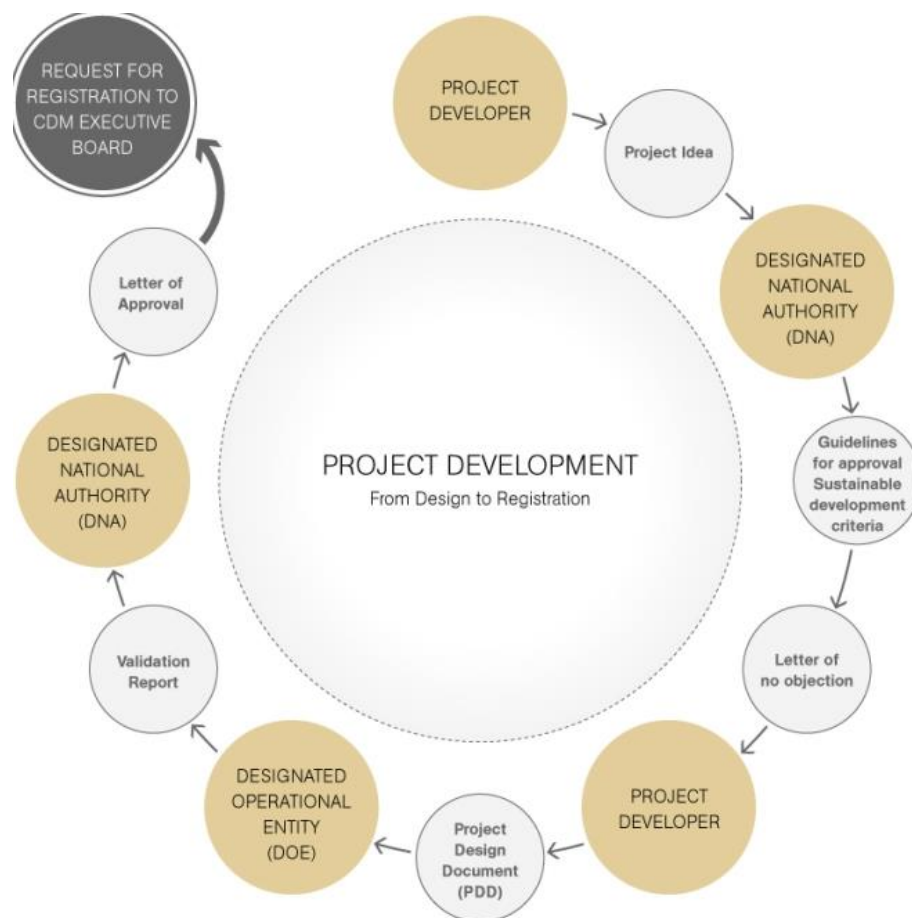 REQUEST FOR
REGISTRATION TO
CDM EXECUTIVE
BOARD
PROJECT
DEVELOPER
Project Idea
DESIGNATED
NATIONAL
AUTHORITY
(DNA)
Guidelines
for approval
Sustainable
development
criteria
Letter of
no objection
PROJECT
DEVELOPER
Project
Design
Document
(PDD)
DESIGNATED
OPERATIONAL
ENTITY
(DOE)
Validation
Report
DESIGNATED
NATIONAL
AUTHORITY
(DNA)
Letter of
Approval
PROJECT DEVELOPMENT
From Design to Registration